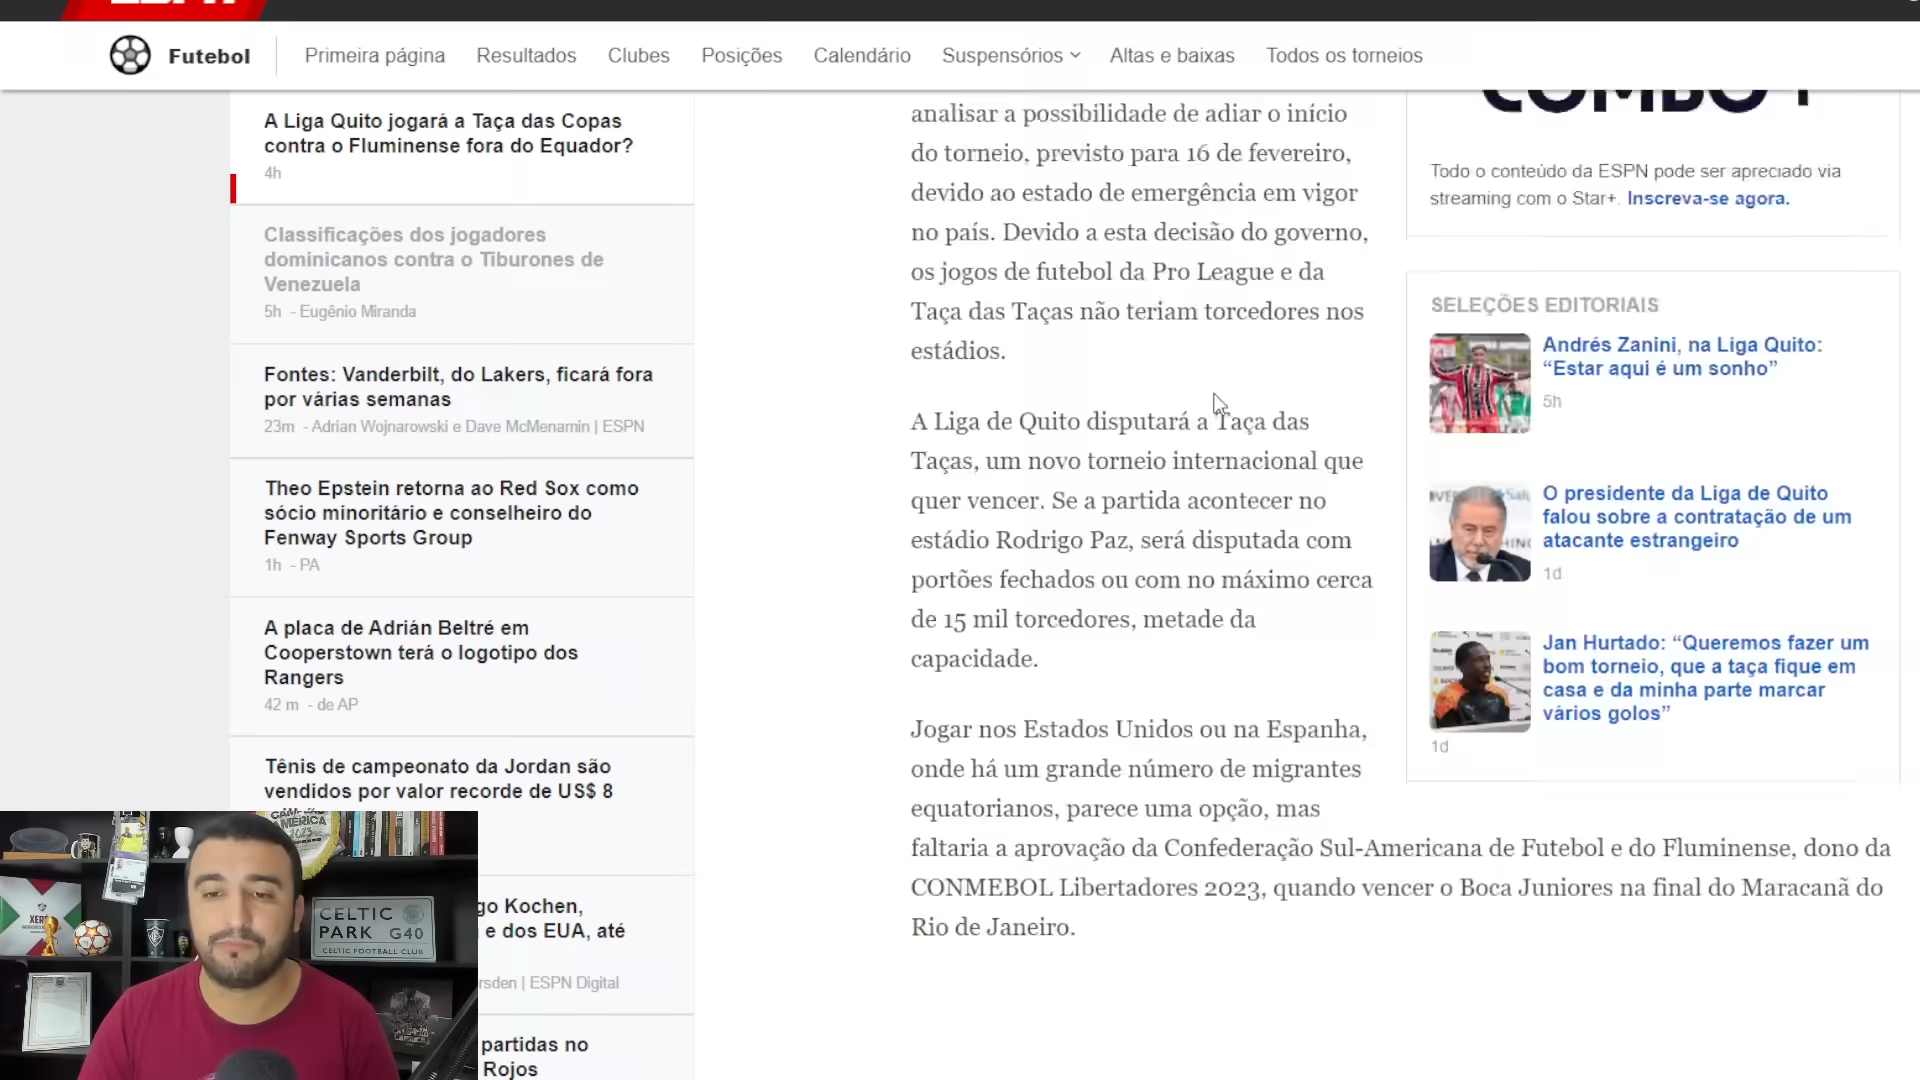 ESPN
Futebol
Primeira página
Resultados
Clubes
Posições
Calendário
Suspensórios
Altas e baixas
Todos os torneios
A Liga Quito jogará a Taça das Copas
contra o Fluminense fora do Equador?
4h
Classificações dos jogadores
dominicanos contra o Tiburones de
Venezuela
5h - Eugênio Miranda
Fontes: Vanderbilt, do Lakers, ficará fora
por várias semanas
23m - Adrian Wojnarowski e Dave McMenamin | ESPN
Theo Epstein retorna ao Red Sox como
sócio minoritário e conselheiro do
Fenway Sports Group
1h - PA
A placa de Adrián Beltré em
Cooperstown terá o logotipo dos
Rangers
42 m - de AP
Tênis de campeonato da Jordan são
vendidos por valor recorde de US$ 8
go Kochen,
e dos EUA, até
rsden | ESPN Digital
partidas no
Rojos
analisar a possibilidade de adiar o início
do torneio, previsto para 16 de fevereiro,
devido ao estado de emergência em vigor
no país. Devido a esta decisão do governo,
os jogos de futebol da Pro League e da
Taça das Taças não teriam torcedores nos
estádios.
A Liga de Quito disputará a Taça das
Taças, um novo torneio internacional que
quer vencer. Se a partida acontecer no
estádio Rodrigo Paz, será disputada com
portões fechados ou com no máximo cerca
de 15 mil torcedores, metade da
capacidade.
Jogar nos Estados Unidos ou na Espanha,
onde há um grande número de migrantes
equatorianos, parece uma opção, mas
faltaria a aprovação da Confederação Sul-Americana de Futebol e do Fluminense, dono da
CONMEBOL Libertadores 2023, quando vencer o Boca Juniores na final do Maracanã do
Rio de Janeiro.
COMBO+
Todo o conteúdo da ESPN pode ser apreciado via
streaming com o Star+. Inscreva-se agora.
SELEÇÕES EDITORIAIS
Andrés Zanini, na Liga Quito:
“Estar aqui é um sonho”
5h
O presidente da Liga de Quito
falou sobre a contratação de um
atacante estrangeiro
1d
Jan Hurtado: “Queremos fazer um
bom torneio, que a taça fique em
casa e da minha parte marcar
vários golos”
1d
AMÉRICA
2023
CELTIC
PARK G40
CELTIC FOOTBALL CLUB